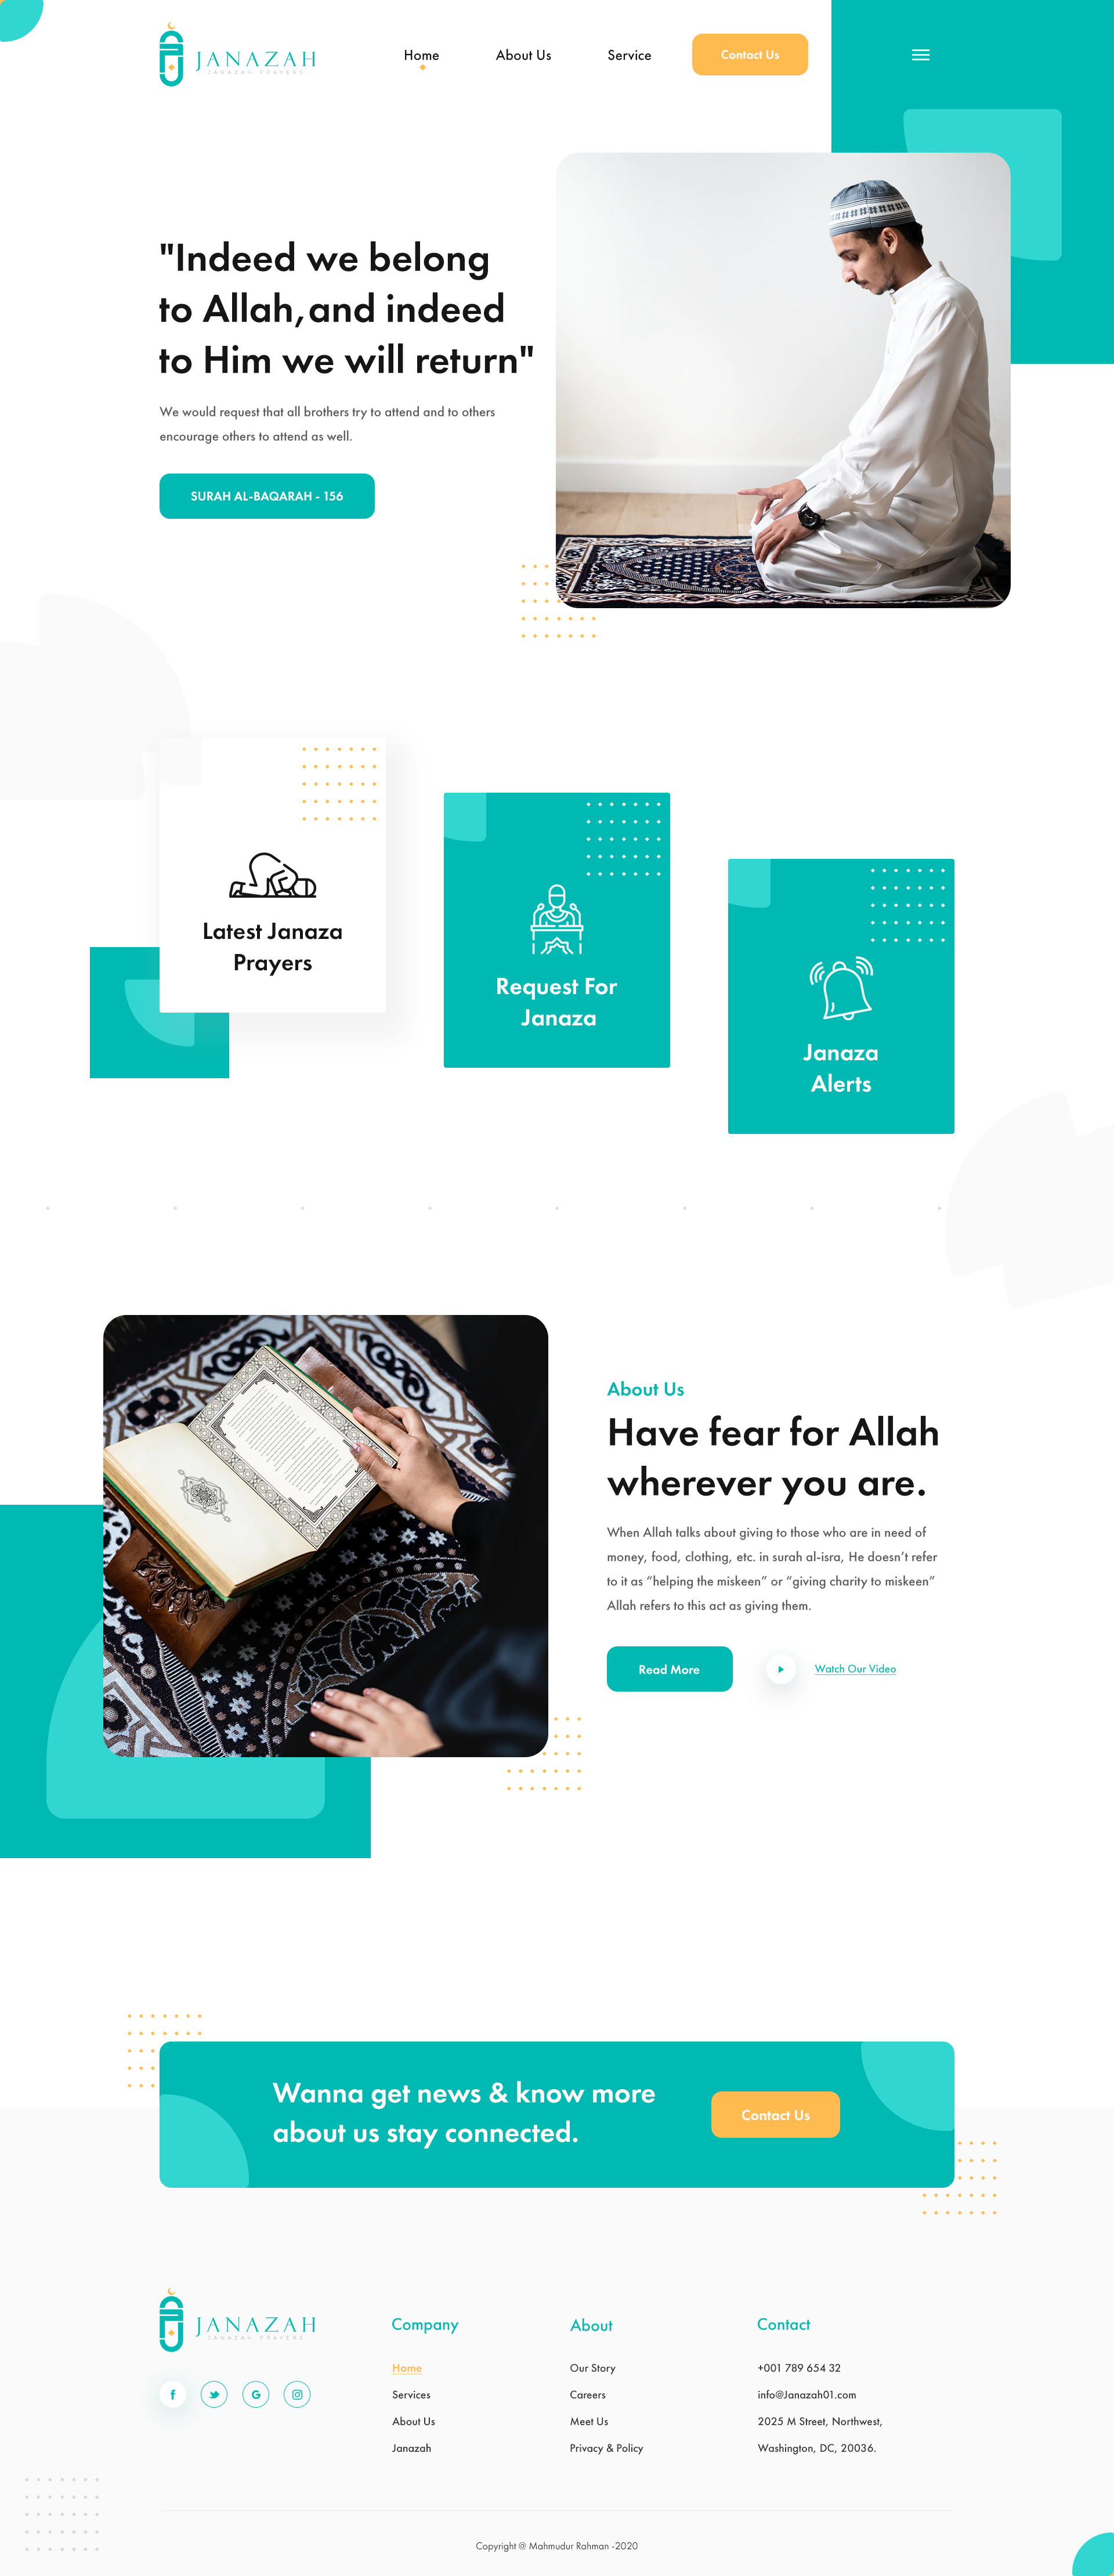 JANAZAH
JANAZAH PRAYERS
Home
About Us
Service
Contact Us
"Indeed we belong
to Allah,and indeed
to Him we will return"
We would request that all brothers try to attend and to others
encourage others to attend as well.
SURAH AL-BAQARAH - 156
Latest Janaza
Prayers
Request For
Janaza
Janaza
Alerts
About Us
Have fear for Allah
wherever you are.
When Allah talks about giving to those who are in need of
money, food, clothing, etc. in surah al-isra, He doesn’t refer
to it as “helping the miskeen” or “giving charity to miskeen”
Allah refers to this act as giving them.
Read More
Watch Our Video
Wanna get news & know more
about us stay connected.
Contact Us
JANAZAH
JANAZAH PRAYERS
Company
Home
Services
About Us
Janazah
About
Our Story
Careers
Meet Us
Privacy & Policy
Contact
+001 789 654 32
info@Janazah01.com
2025 M Street, Northwest,
Washington, DC, 20036.
Copyright @ Mahmudur Rahman -2020